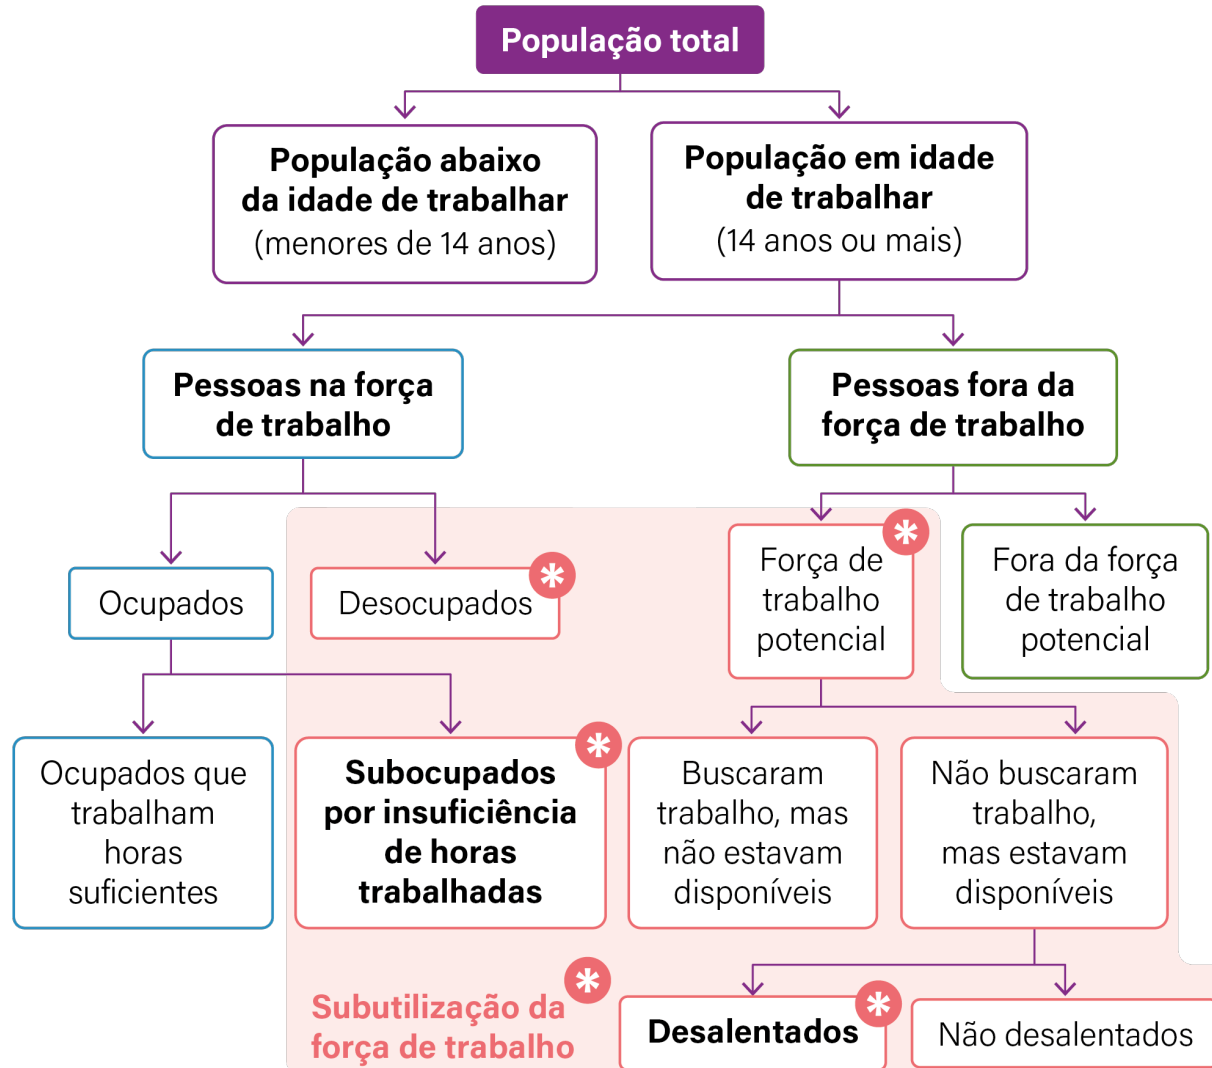 População total
População abaixo
da idade de trabalhar
(menores de 14 anos)
População em idade
de trabalhar
(14 anos ou mais)
Pessoas na força
de trabalho
Pessoas fora da
força de trabalho
Ocupados
Desocupados
*
Força de
trabalho
potencial
*
Fora da força
de trabalho
potencial
Ocupados que
trabalham
horas
suficientes
Subocupados
por insuficiência
de horas
trabalhadas
*
Buscaram
trabalho, mas
não estavam
disponíveis
Não buscaram
trabalho,
mas estavam
disponíveis
Subutilização da
força de trabalho
*
Desalentados
*
Não desalentados